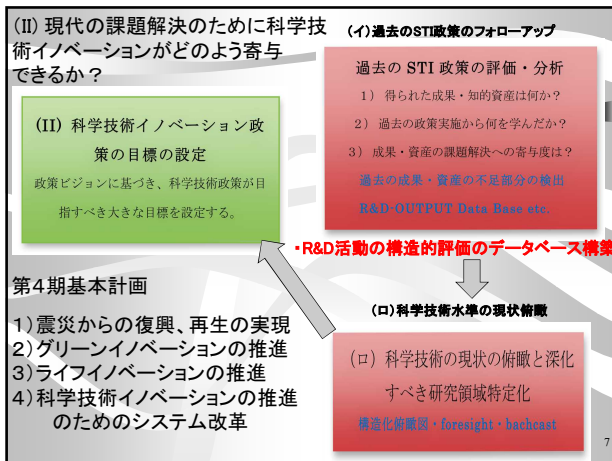 (II) 現代の課題解決のために科学技
術イノベーションがどのよう寄与
できるか？
(II) 科学技術イノベーション政
策の目標の設定
政策ビジョンに基づき、科学技術政策が目
指すべき大きな目標を設定する。
第４期基本計画
１)震災からの復興、再生の実現
２)グリーンイノベーションの推進
３)ライフイノベーションの推進
４)科学技術イノベーションの推進
のためのシステム改革
(イ)過去のSTI政策のフォローアップ
過去の STI 政策の評価・分析
１） 得られた成果・知的資産は何か？
２） 過去の政策実施から何を学んだか？
３） 成果・資産の課題解決への寄与度は？
過去の成果・資産の不足部分の検出
R&D-OUTPUT Data Base etc.
・R&D活動の構造的評価のデータベース構築
(ロ)科学技術水準の現状俯瞰
（ロ）科学技術の現状の俯瞰と深化
すべき研究領域特定化
構造化俯瞰図・foresight・bachcast
7